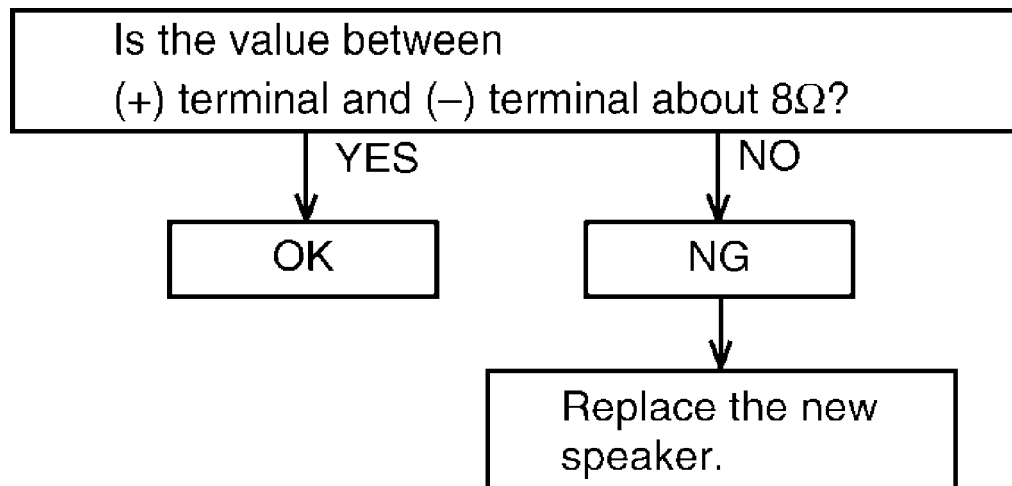 Is the value between
(+) terminal and (–) terminal about 8Ω?
YES
NO
OK
NG
Replace the new
speaker.